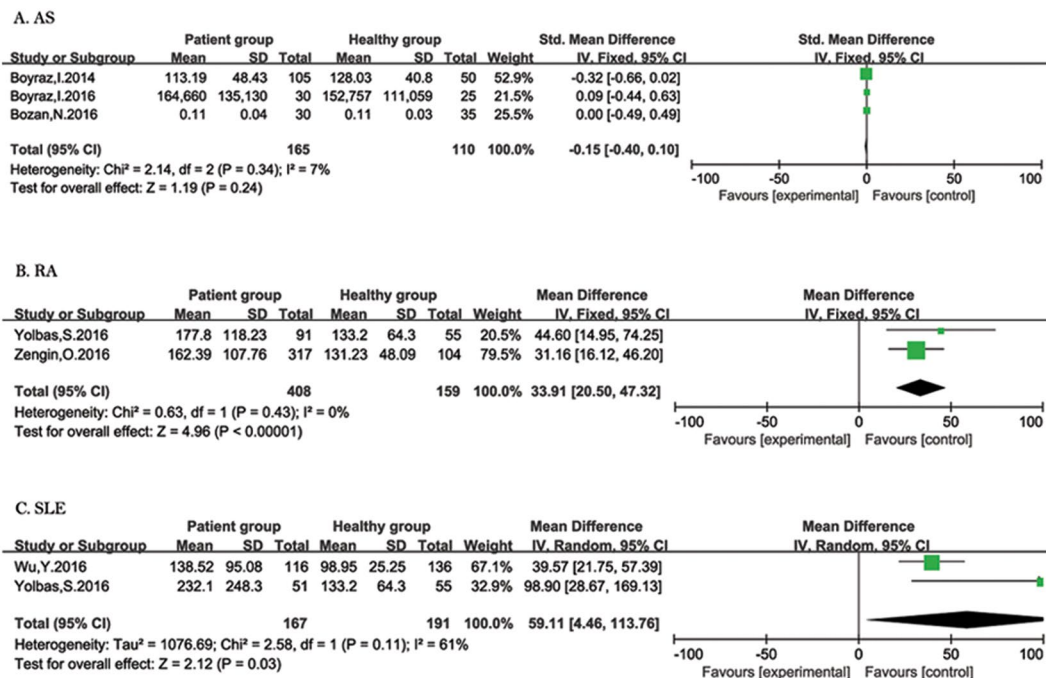 A. AS
Patient group Healthy group Std. Mean Difference Std. Mean Difference
Study or Subgroup Mean SD Total Mean SD Total Weight IV, Fixed, 95% CI IV, Fixed, 95% CI
Boyraz,I.2014 113.19 48.43 105 128.03 40.8 50 52.9% -0.32 [-0.66, 0.02]
Boyraz,I.2016 164,660 135,130 30 152,757 111,059 25 21.5% 0.09 [-0.44, 0.63]
Bozan,N.2016 0.11 0.04 30 0.11 0.03 35 25.5% 0.00 [-0.49, 0.49]
Total (95% CI) 165 110 100.0% -0.15 [-0.40, 0.10]
Heterogeneity: Chi² = 2.14, df = 2 (P = 0.34); I² = 7%
Test for overall effect: Z = 1.19 (P = 0.24)
-100 -50 0 50 100
Favours [experimental] Favours [control]
B. RA
Patient group Healthy group Mean Difference Mean Difference
Study or Subgroup Mean SD Total Mean SD Total Weight IV, Fixed, 95% CI IV, Fixed, 95% CI
Yolbas,S.2016 177.8 118.23 91 133.2 64.3 55 20.5% 44.60 [14.95, 74.25]
Zengin,O.2016 162.39 107.76 317 131.23 48.09 104 79.5% 31.16 [16.12, 46.20]
Total (95% CI) 408 159 100.0% 33.91 [20.50, 47.32]
Heterogeneity: Chi² = 0.63, df = 1 (P = 0.43); I² = 0%
Test for overall effect: Z = 4.96 (P < 0.00001)
-100 -50 0 50 100
Favours [experimental] Favours [control]
C. SLE
Patient group Healthy group Mean Difference Mean Difference
Study or Subgroup Mean SD Total Mean SD Total Weight IV, Random, 95% CI IV, Random, 95% CI
Wu,Y.2016 138.52 95.08 116 98.95 25.25 136 67.1% 39.57 [21.75, 57.39]
Yolbas,S.2016 232.1 248.3 51 133.2 64.3 55 32.9% 98.90 [28.67, 169.13]
Total (95% CI) 167 191 100.0% 59.11 [4.46, 113.76]
Heterogeneity: Tau² = 1076.69; Chi² = 2.58, df = 1 (P = 0.11); I² = 61%
Test for overall effect: Z = 2.12 (P = 0.03)
-100 -50 0 50 100
Favours [experimental] Favours [control]